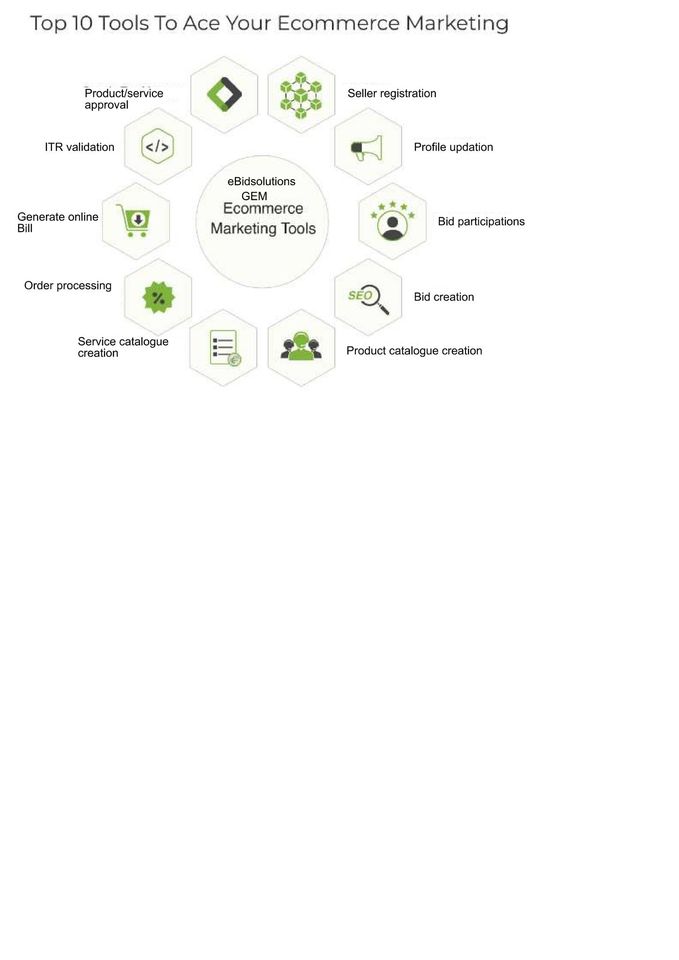 Top 10 Tools To Ace Your Ecommerce Marketing
Product/service
approval
Seller registration
ITR validation
</>
Profile updation
eBidsolutions
GEM
Ecommerce
Marketing Tools
Generate online
Bill
Bid participations
Order processing
%
SEO
Bid creation
Service catalogue
creation
€
Product catalogue creation